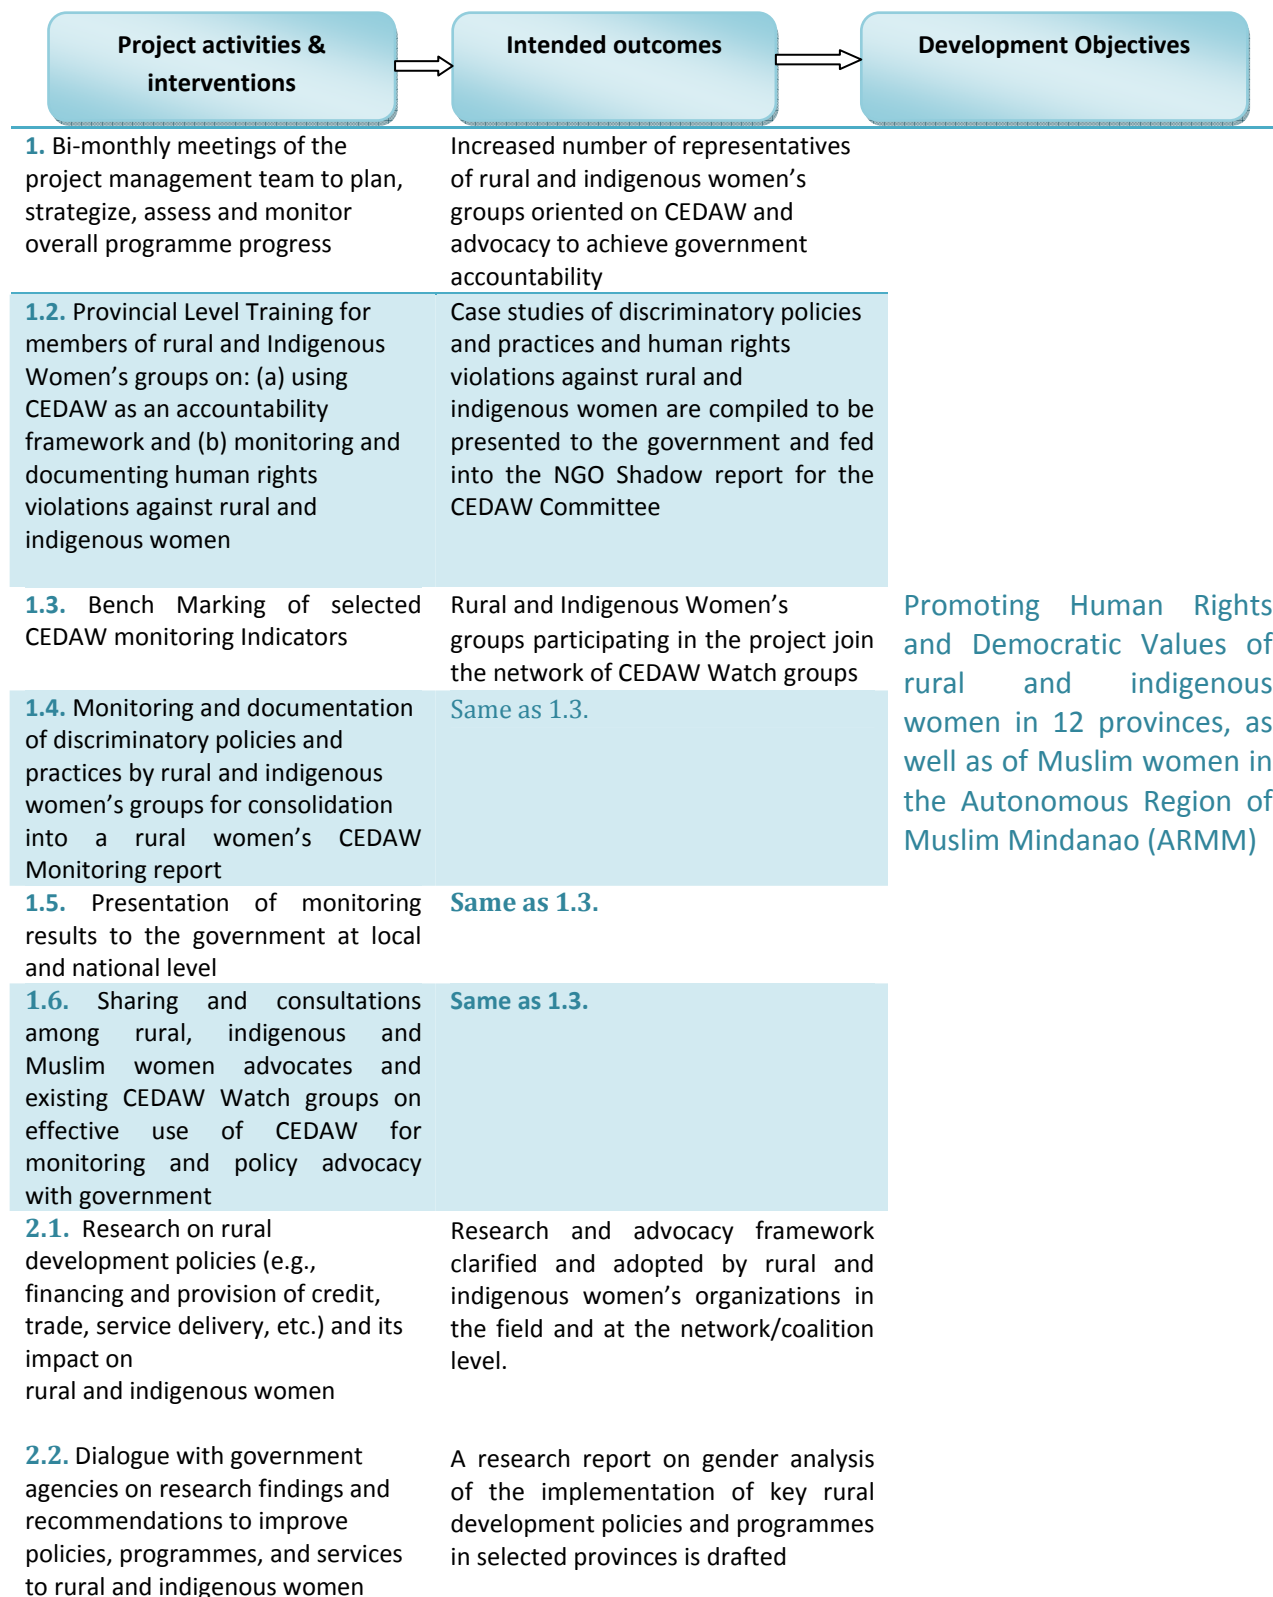 Project activities &
interventions
Intended outcomes
Development Objectives
1. Bi-monthly meetings of the
project management team to plan,
strategize, assess and monitor
overall programme progress
Increased number of representatives
of rural and indigenous women’s
groups oriented on CEDAW and
advocacy to achieve government
accountability
1.2. Provincial Level Training for
members of rural and Indigenous
Women’s groups on: (a) using
CEDAW as an accountability
framework and (b) monitoring and
documenting human rights
violations against rural and
indigenous women
Case studies of discriminatory policies
and practices and human rights
violations against rural and
indigenous women are compiled to be
presented to the government and fed
into the NGO Shadow report for the
CEDAW Committee
1.3. Bench Marking of selected
CEDAW monitoring Indicators
Rural and Indigenous Women’s
groups participating in the project join
the network of CEDAW Watch groups
1.4. Monitoring and documentation
of discriminatory policies and
practices by rural and indigenous
women’s groups for consolidation
into a rural women’s CEDAW
Monitoring report
Same as 1.3.
1.5. Presentation of monitoring
results to the government at local
and national level
Same as 1.3.
1.6. Sharing and consultations
among rural, indigenous and
Muslim women advocates and
existing CEDAW Watch groups on
effective use of CEDAW for
monitoring and policy advocacy
with government
Same as 1.3.
2.1. Research on rural
development policies (e.g.,
financing and provision of credit,
trade, service delivery, etc.) and its
impact on
rural and indigenous women
Research and advocacy framework
clarified and adopted by rural and
indigenous women’s organizations in
the field and at the network/coalition
level.
2.2. Dialogue with government
agencies on research findings and
recommendations to improve
policies, programmes, and services
to rural and indigenous women
A research report on gender analysis
of the implementation of key rural
development policies and programmes
in selected provinces is drafted
Promoting Human Rights
and Democratic Values of
rural and indigenous
women in 12 provinces, as
well as of Muslim women in
the Autonomous Region of
Muslim Mindanao (ARMM)